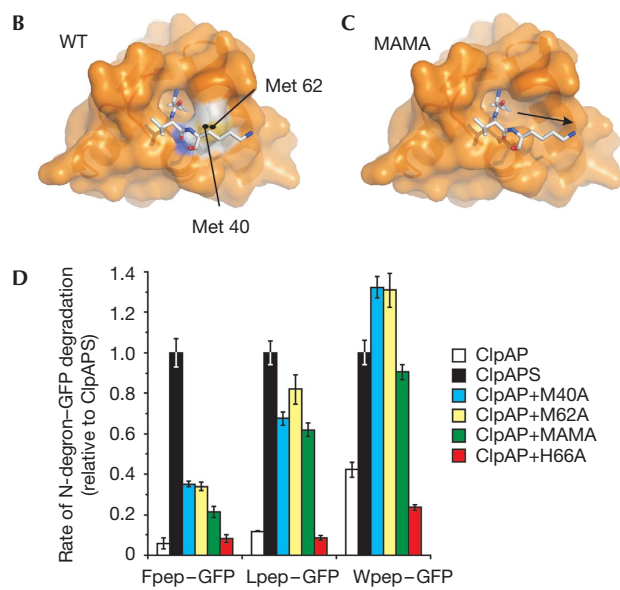 B
WT
Met 62
Met 40
C
MAMA
D
Rate of N-degron–GFP degradation
(relative to ClpAPS)
1.4
1.2
1.0
0.8
0.6
0.4
0.2
0
Fpep–GFP
Lpep–GFP
Wpep–GFP
ClpAP
ClpAPS
ClpAP+M40A
ClpAP+M62A
ClpAP+MAMA
ClpAP+H66A